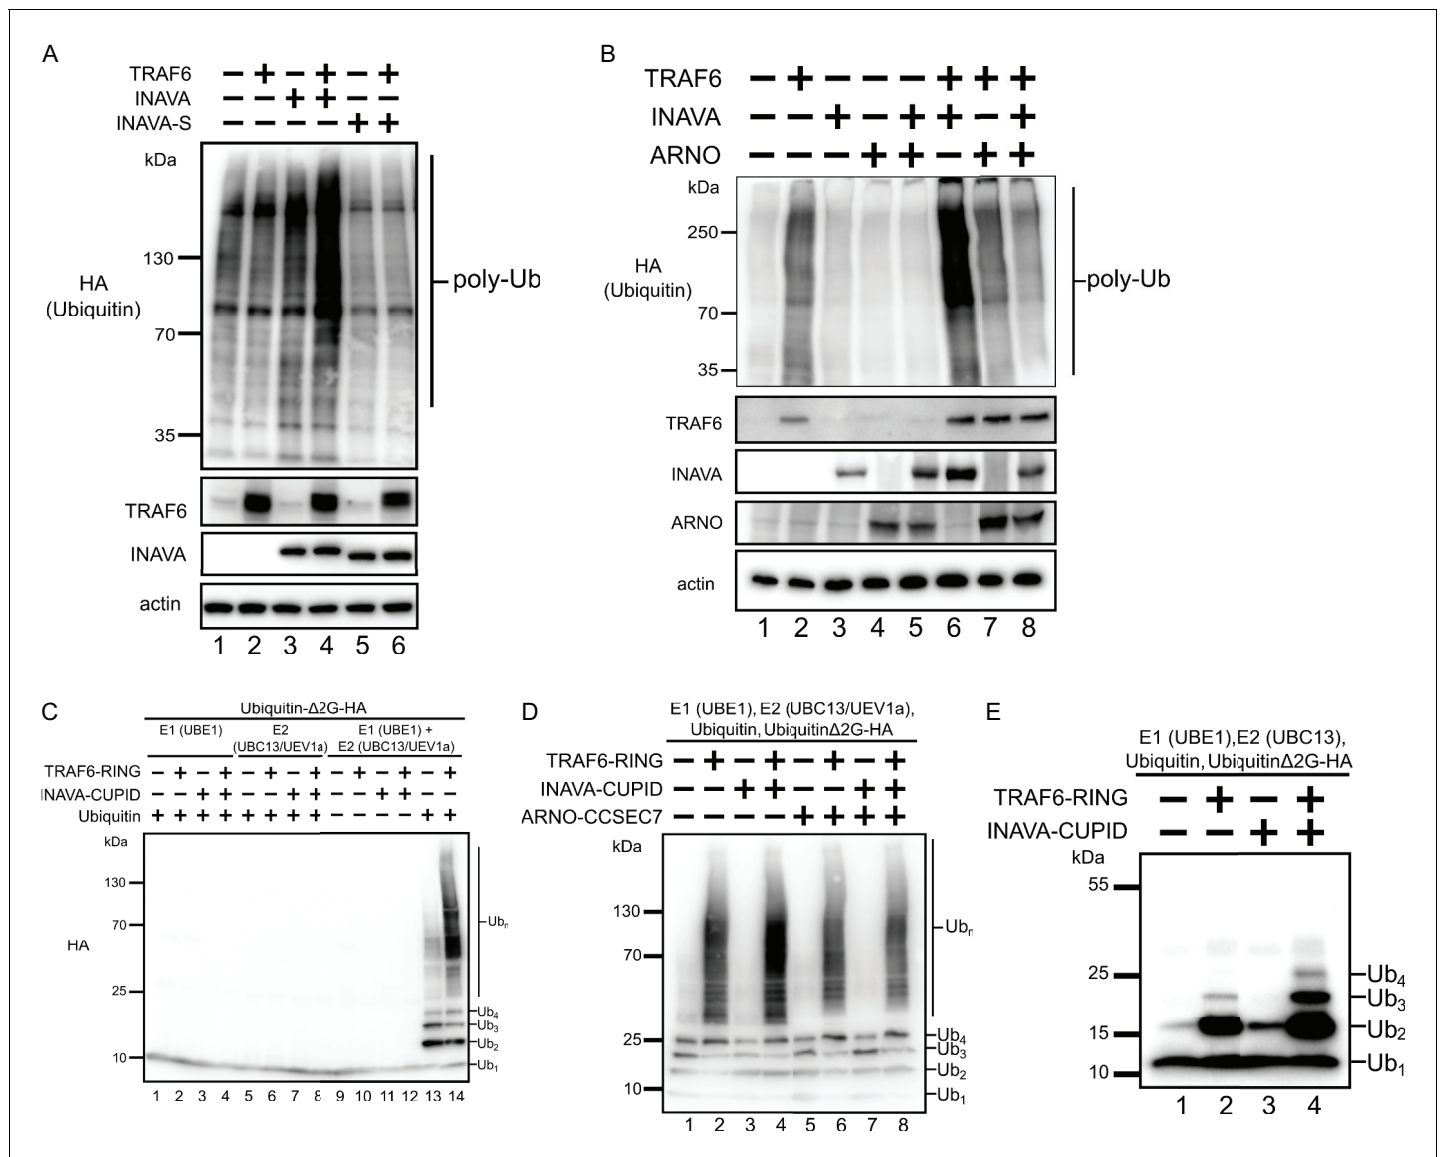 A
TRAF6 − + − + − +
INAVA − − + + − −
INAVA-S − − − − + +
kDa
130
70
35
HA
(Ubiquitin)
poly-Ub
TRAF6
INAVA
actin
1 2 3 4 5 6
B
TRAF6 − + − − − + + +
INAVA − − + − + + − +
ARNO − − − + + − + +
kDa
250
70
35
HA
(Ubiquitin)
poly-Ub
TRAF6
INAVA
ARNO
actin
1 2 3 4 5 6 7 8
C
Ubiquitin-Δ2G-HA
E1 (UBE1) E2 E1 (UBE1) +
(UBC13/UEV1a) E2 (UBC13/UEV1a)
TRAF6-RING − + − + − + − + − + − + − +
INAVA-CUPID − − + + − − + + − − + + − −
Ubiquitin + + + + + + + + − − − − + +
kDa
130
70
25
10
HA
Ubn
Ub4
Ub3
Ub2
Ub1
1 2 3 4 5 6 7 8 9 10 11 12 13 14
D
E1 (UBE1), E2 (UBC13/UEV1a),
Ubiquitin, UbiquitinΔ2G-HA
TRAF6-RING − + − + − + − +
INAVA-CUPID − − + + − − + +
ARNO-CCSEC7 − − − − + + + +
kDa
130
70
25
10
Ubn
Ub4
Ub3
Ub2
Ub1
1 2 3 4 5 6 7 8
E
E1 (UBE1),E2 (UBC13),
Ubiquitin, UbiquitinΔ2G-HA
TRAF6-RING − + − +
INAVA-CUPID − − + +
kDa
55
25
15
10
Ub4
Ub3
Ub2
Ub1
1 2 3 4